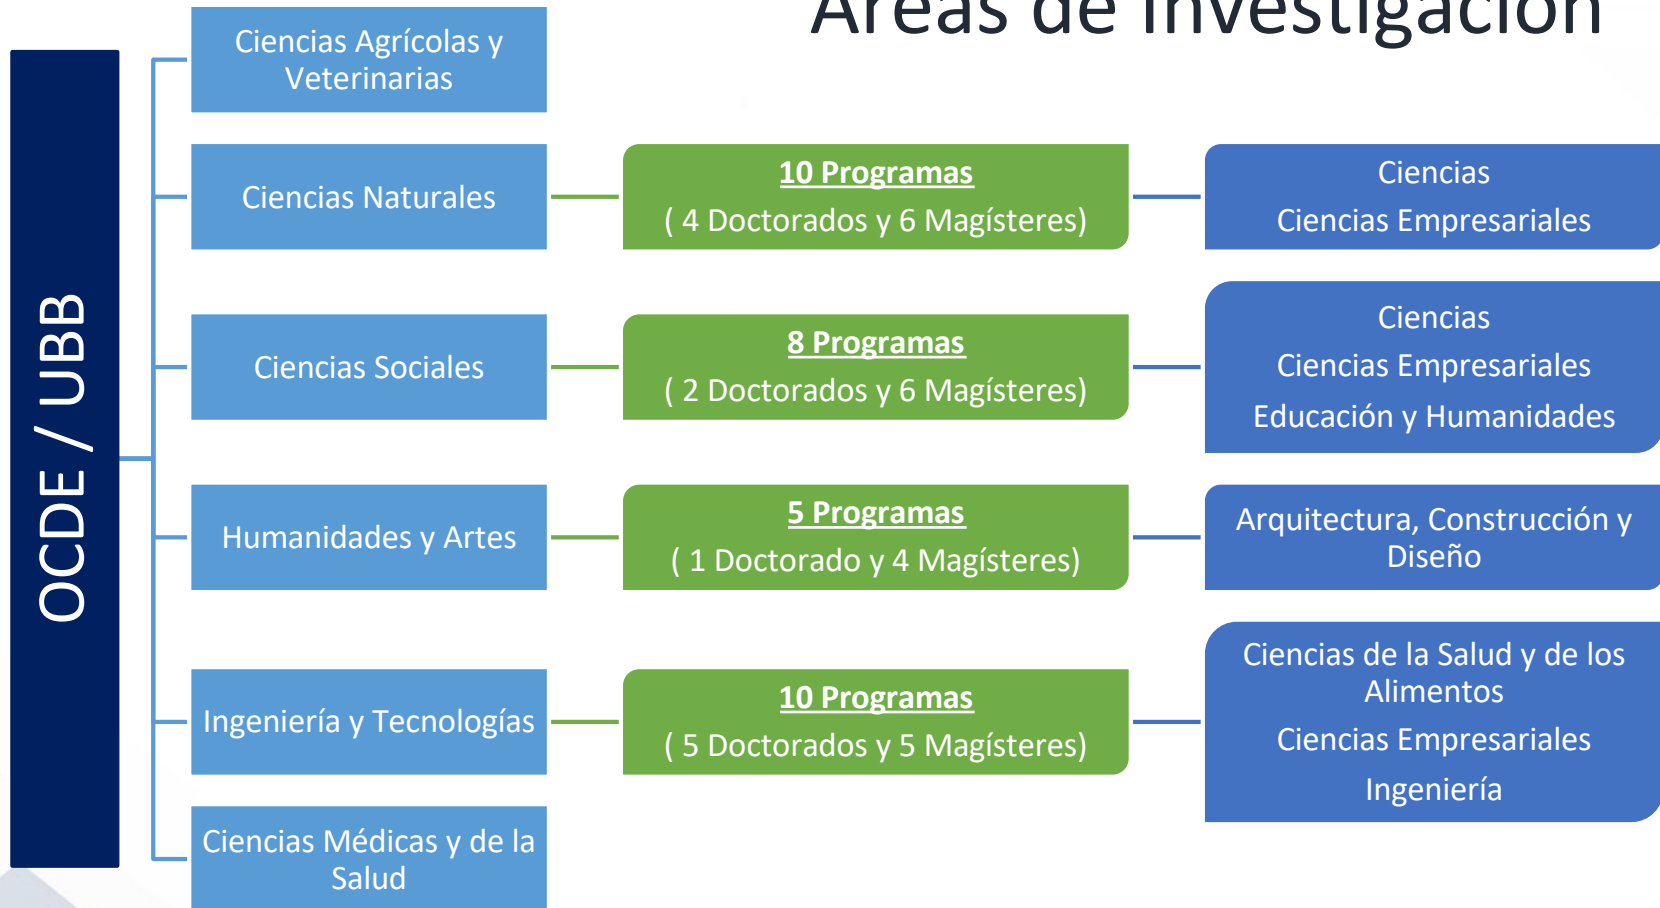 Áreas de Investigación
OCDE / UBB
Ciencias Agrícolas y
Veterinarias
Ciencias Naturales
10 Programas
( 4 Doctorados y 6 Magísteres)
Ciencias
Ciencias Empresariales
Ciencias Sociales
8 Programas
( 2 Doctorados y 6 Magísteres)
Ciencias
Ciencias Empresariales
Educación y Humanidades
Humanidades y Artes
5 Programas
( 1 Doctorado y 4 Magísteres)
Arquitectura, Construcción y
Diseño
Ingeniería y Tecnologías
10 Programas
( 5 Doctorados y 5 Magísteres)
Ciencias de la Salud y de los
Alimentos
Ciencias Empresariales
Ingeniería
Ciencias Médicas y de la
Salud